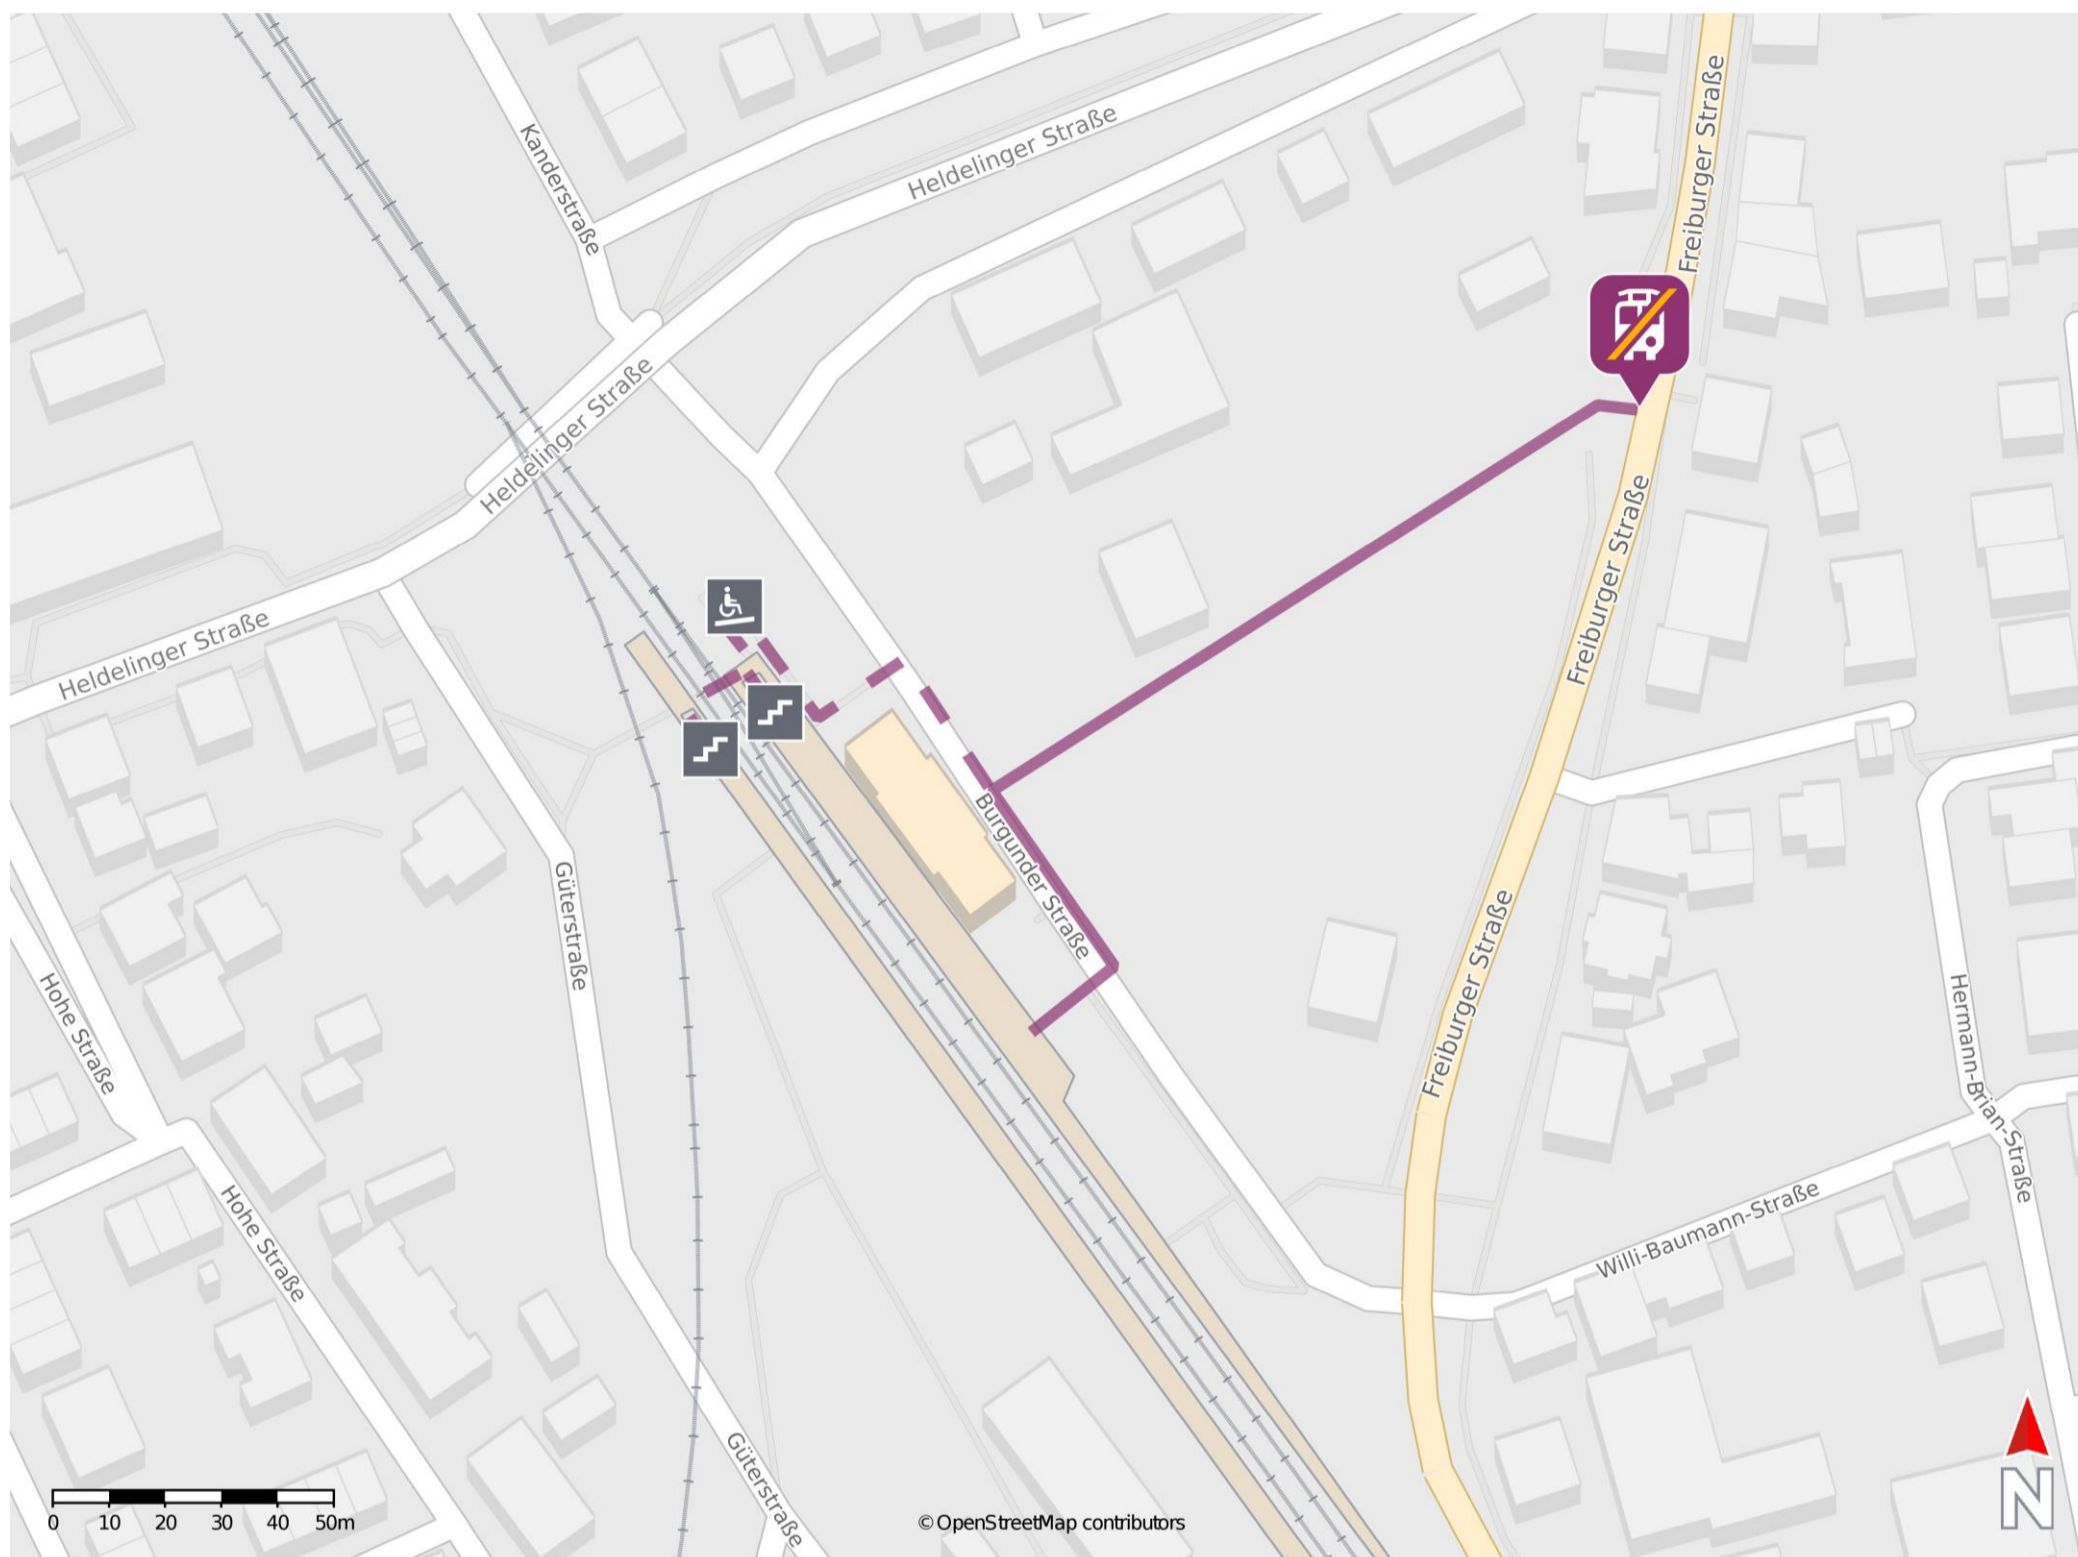 Freiburger Straße
Heldelinger Straße
Kanderstraße
Freiburger Straße
Heldelinger Straße
Freiburger Straße
Heldelinger Straße
Burgunder Straße
Güterstraße
Freiburger Straße
Hohe Straße
Hermann-Brian-Straße
Hohe Straße
Willi-Baumann-Straße
Güterstraße
0 10 20 30 40 50m
© OpenStreetMap contributors
N